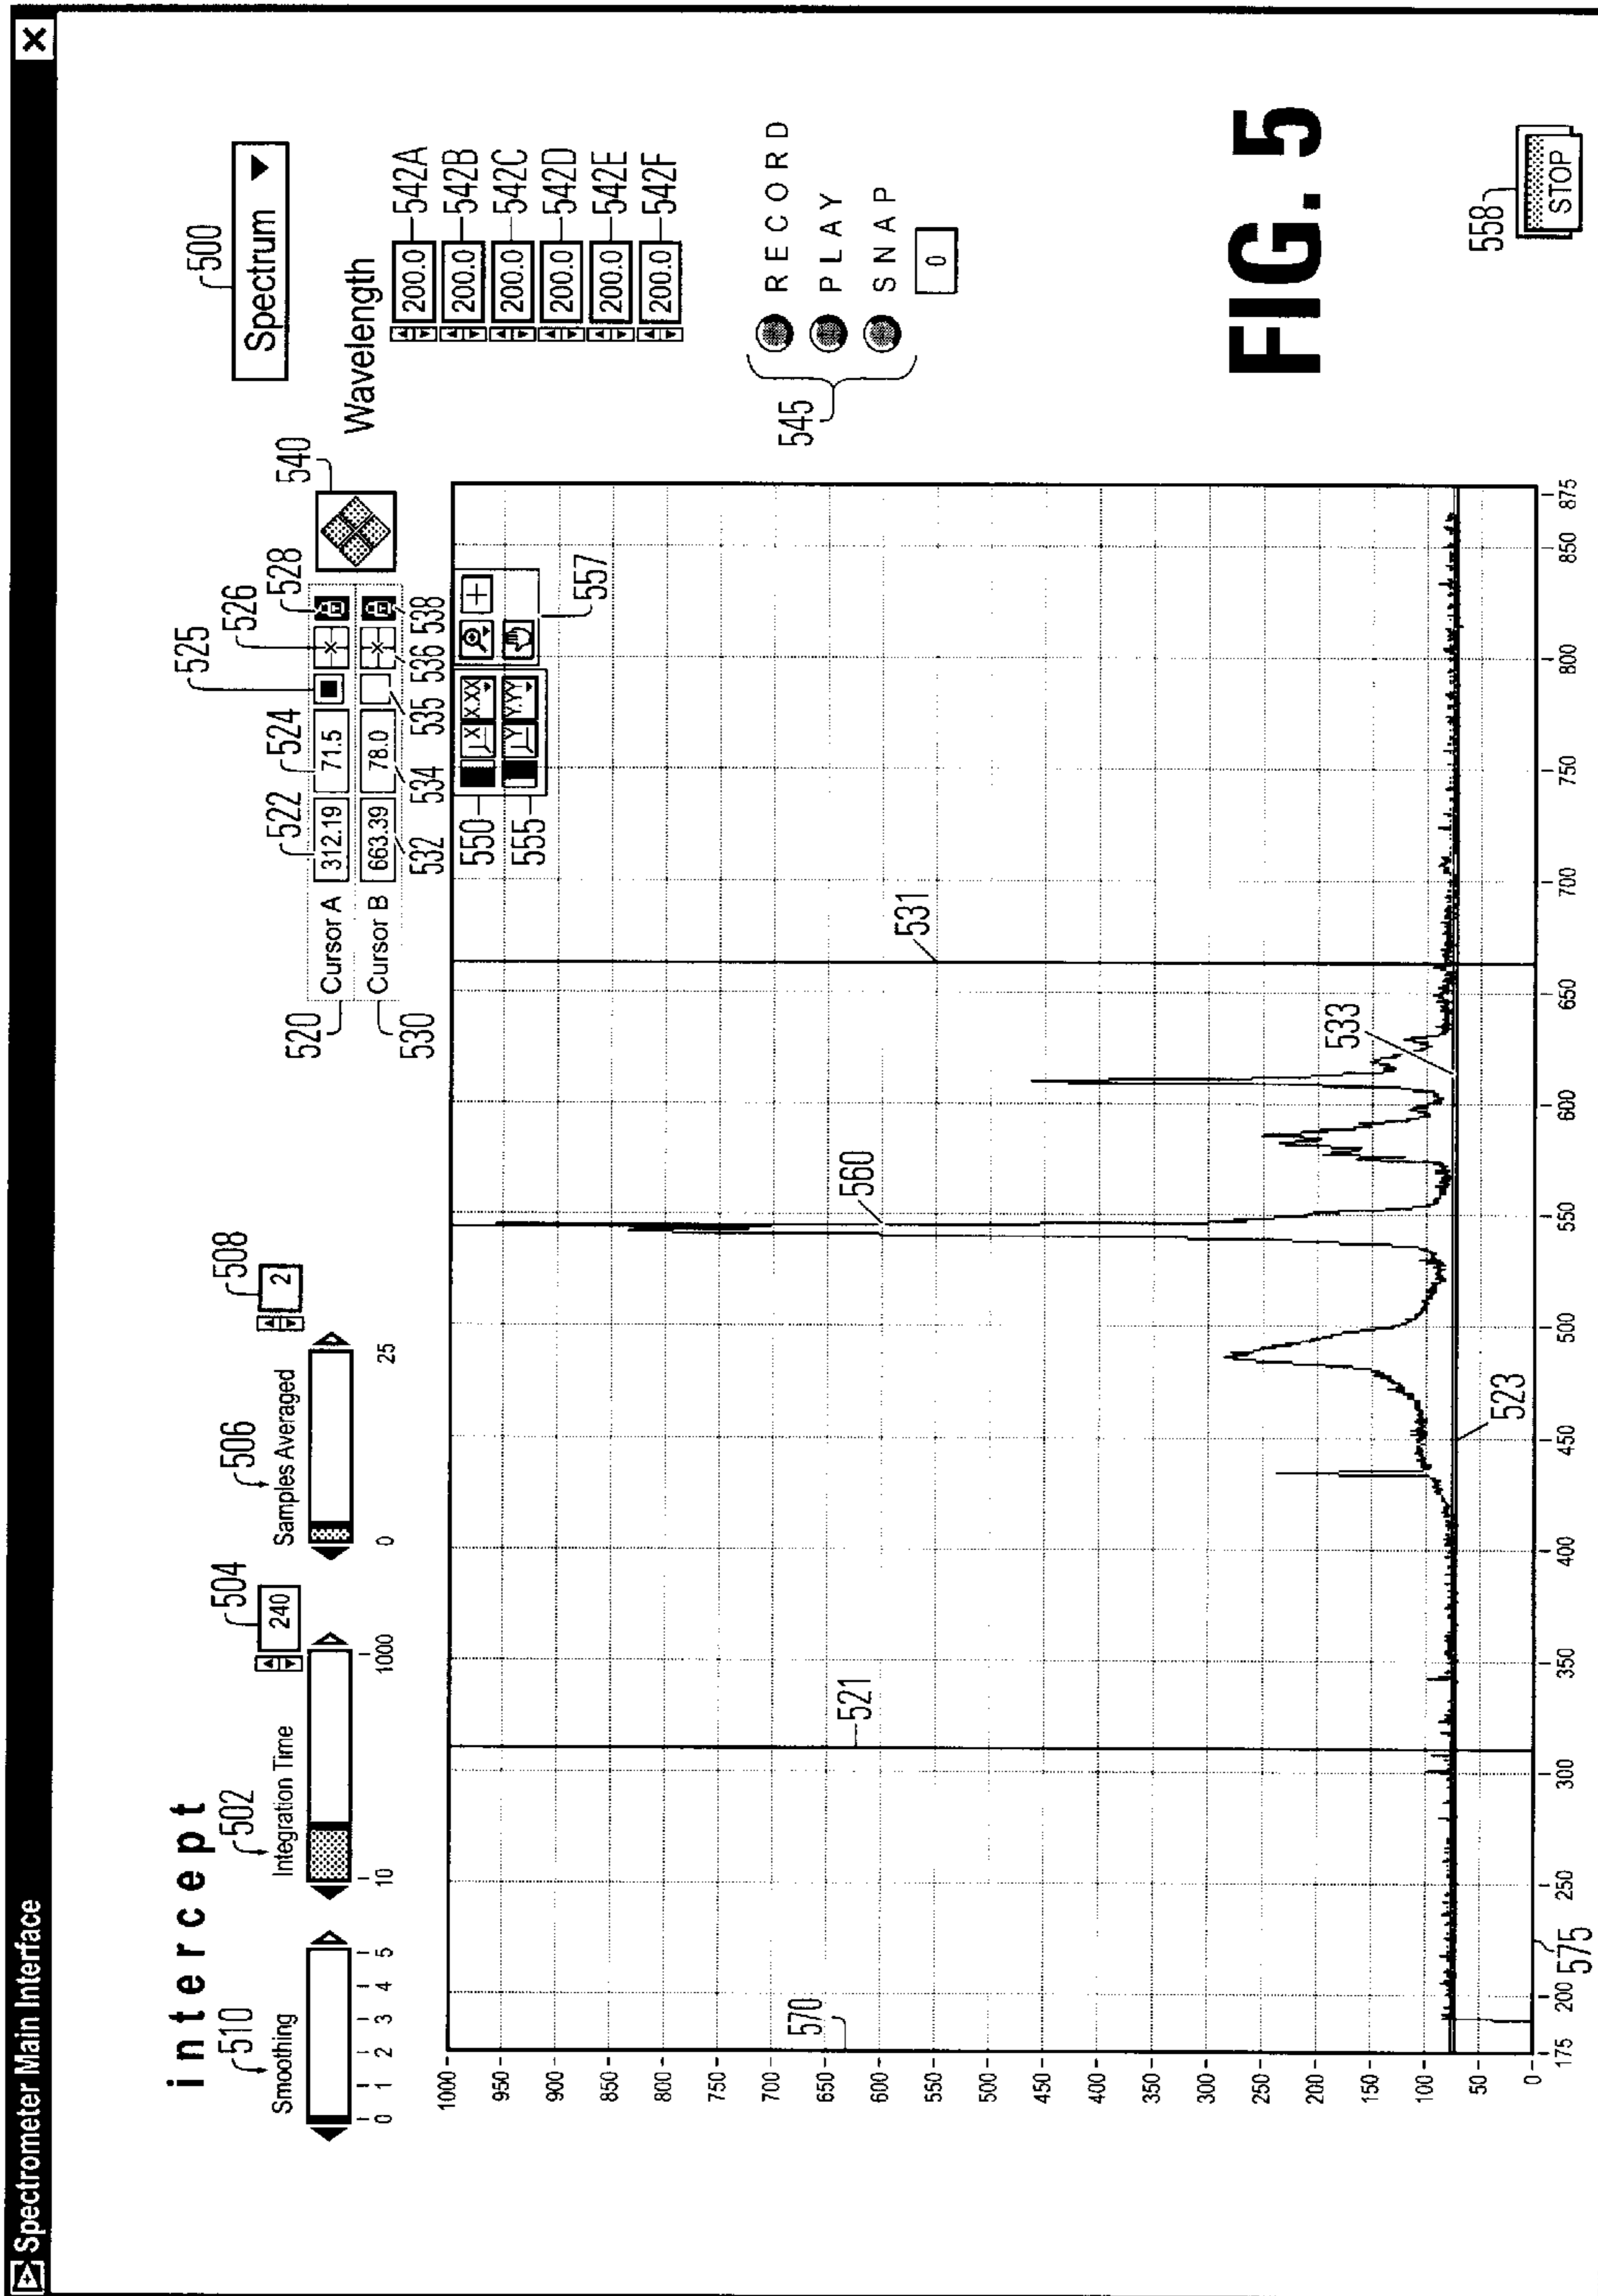 Spectrometer Main Interface
intercept
510
Smoothing
0 1 2 3 4 5
502
Integration Time
504
240
10 1000
506
Samples Averaged
508
2
0 25
500
Spectrum
520
Cursor A 312.19 71.5
522
524
525
526
528
530
Cursor B 663.39 78.0
532
534
535
536
538
540
Wavelength
200.0 542A
200.0 542B
200.0 542C
200.0 542D
200.0 542E
200.0 542F
545
RECORD
PLAY
SNAP
0
550
X X.XX
555
Y Y.YY
557
1000
950
900
850
800
750
700
650
600
550
500
450
400
350
300
250
200
150
100
50
0
570
521
560
531
533
523
175 200 250 300 350 400 450 500 550 600 650 700 750 800 850 875
575
FIG. 5
558
STOP